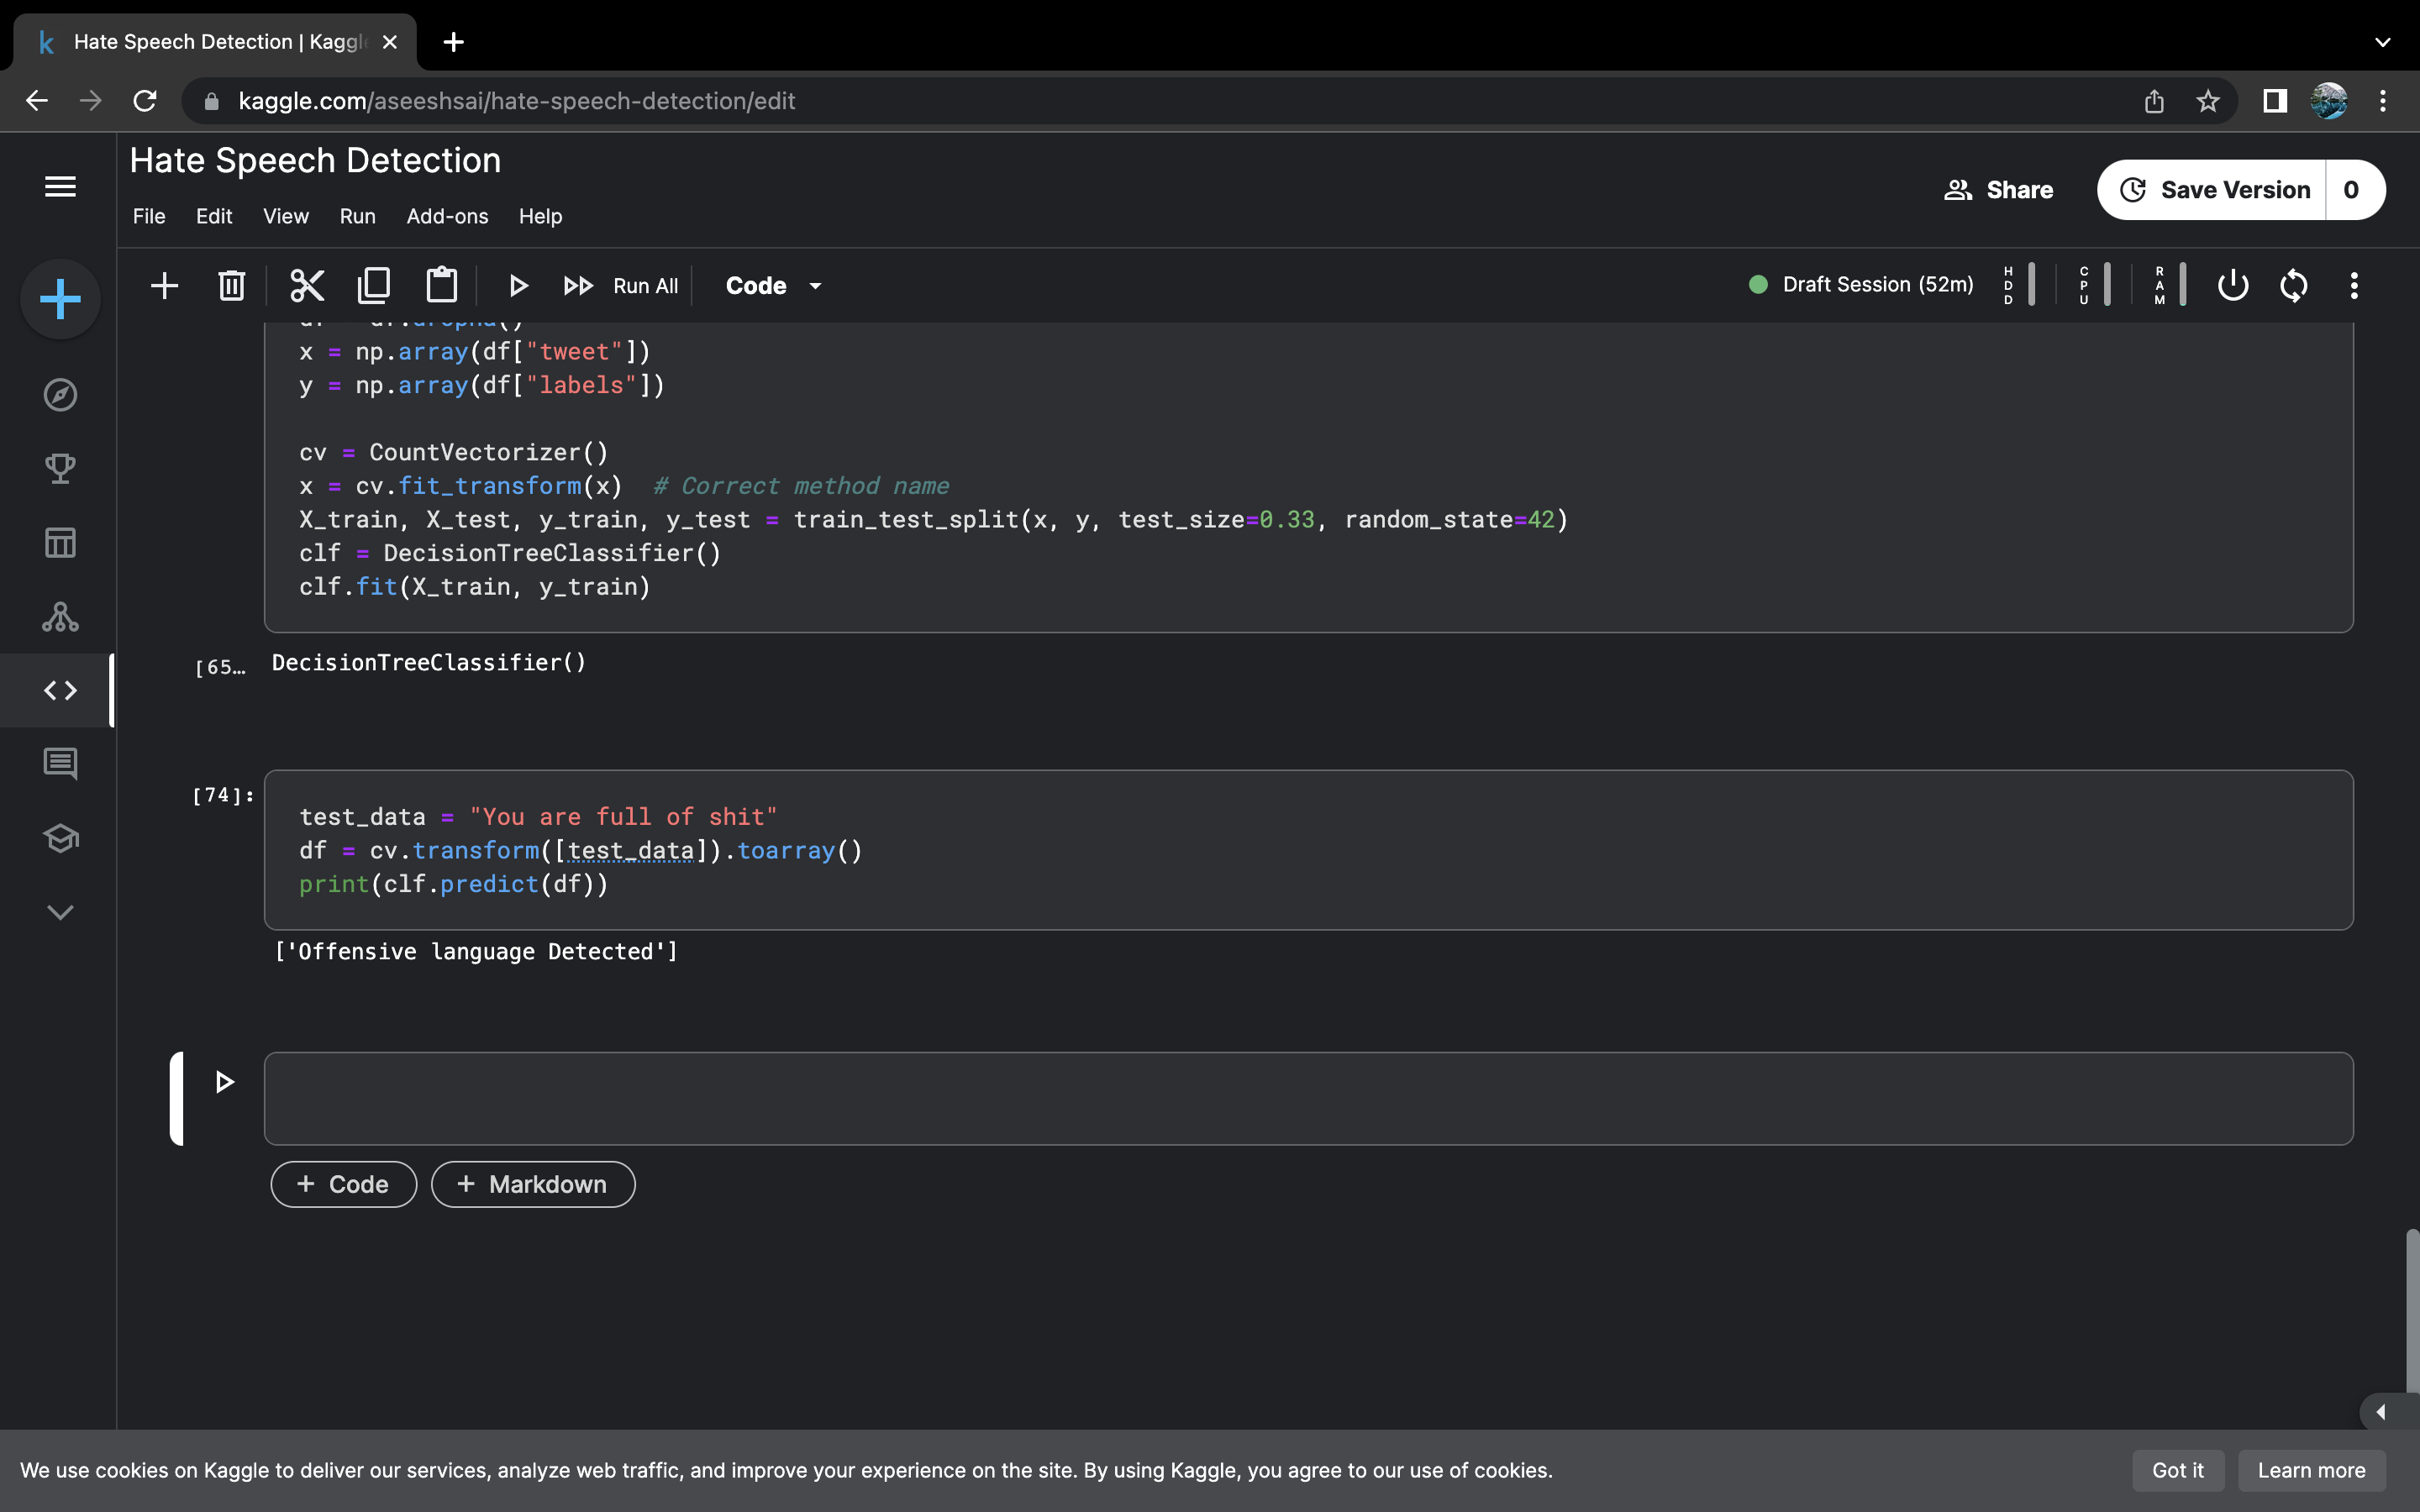 Hate Speech Detection | Kaggl
kaggle.com/aseeshsai/hate-speech-detection/edit
Hate Speech Detection
File Edit View Run Add-ons Help
Share
Save Version 0
Run All
Code
Draft Session (52m)
HDD
CPU
RAM
df = df.dropna()
x = np.array(df["tweet"])
y = np.array(df["labels"])
cv = CountVectorizer()
x = cv.fit_transform(x)  # Correct method name
X_train, X_test, y_train, y_test = train_test_split(x, y, test_size=0.33, random_state=42)
clf = DecisionTreeClassifier()
clf.fit(X_train, y_train)
[65…
DecisionTreeClassifier()
[74]:
test_data = "You are full of shit"
df = cv.transform([test_data]).toarray()
print(clf.predict(df))
['Offensive language Detected']
+ Code
+ Markdown
We use cookies on Kaggle to deliver our services, analyze web traffic, and improve your experience on the site. By using Kaggle, you agree to our use of cookies.
Got it
Learn more